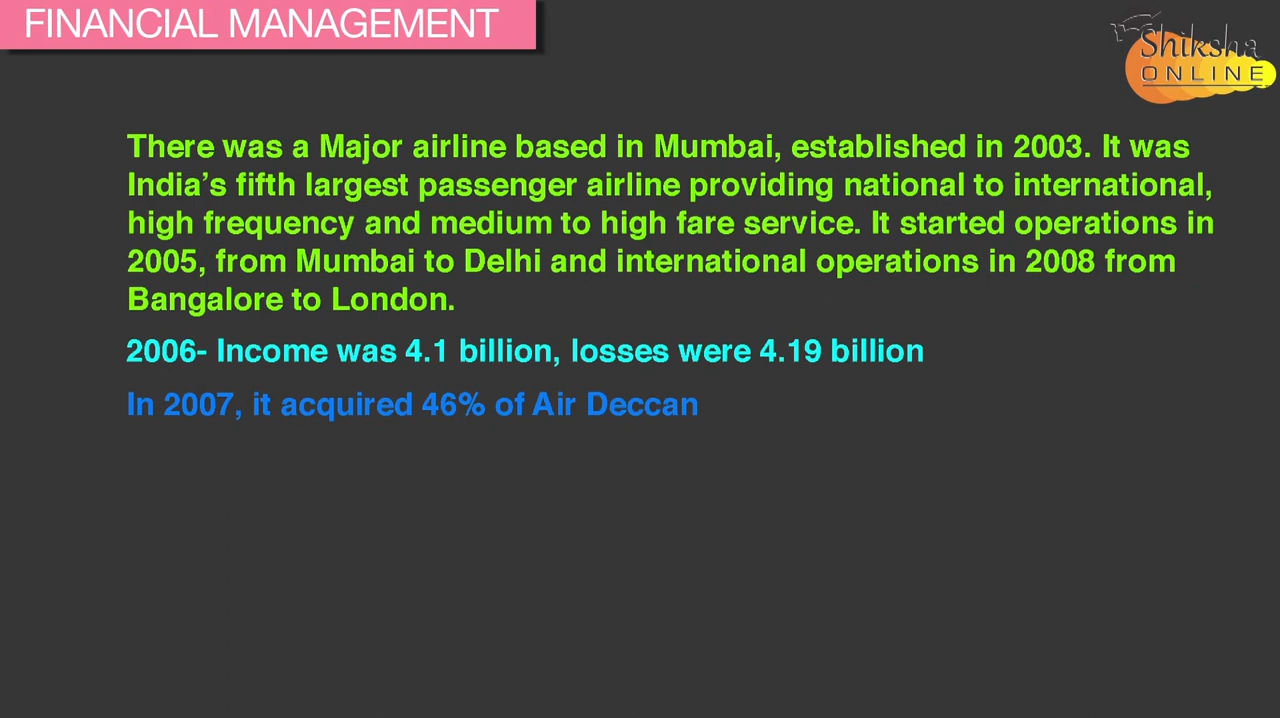 FINANCIAL MANAGEMENT
Shiksha
ONLINE
There was a Major airline based in Mumbai, established in 2003. It was
India’s fifth largest passenger airline providing national to international,
high frequency and medium to high fare service. It started operations in
2005, from Mumbai to Delhi and international operations in 2008 from
Bangalore to London.
2006- Income was 4.1 billion, losses were 4.19 billion
In 2007, it acquired 46% of Air Deccan